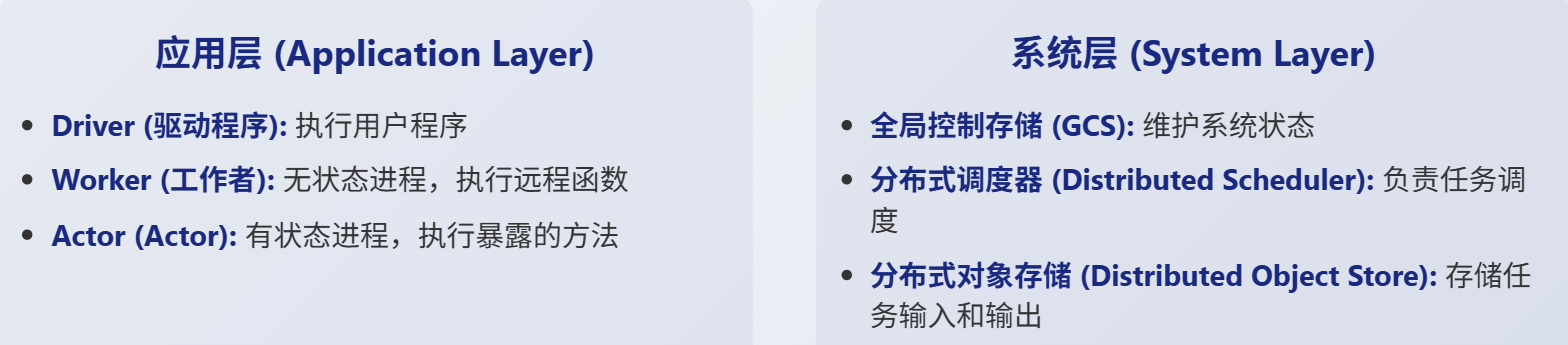 应用层 (Application Layer)
Driver (驱动程序): 执行用户程序
Worker (工作者): 无状态进程，执行远程函数
Actor (Actor): 有状态进程，执行暴露的方法
系统层 (System Layer)
全局控制存储 (GCS): 维护系统状态
分布式调度器 (Distributed Scheduler): 负责任务调
度
分布式对象存储 (Distributed Object Store): 存储任
务输入和输出